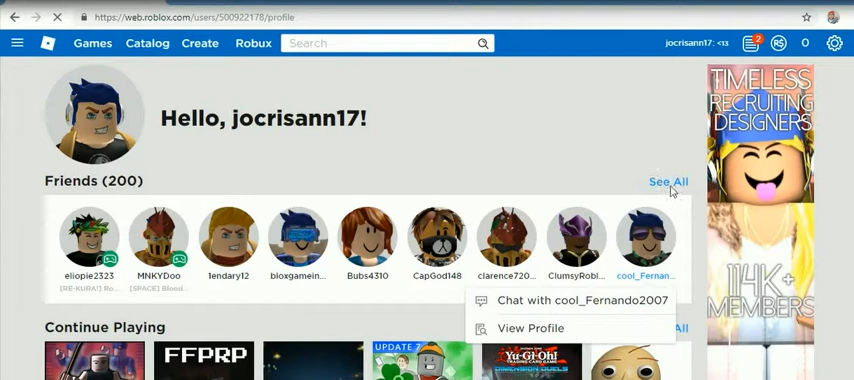 https://web.roblox.com/users/500922178/profile
Games Catalog Create Robux Search jocrisann17: <13 2 R$ 0
Hello, jocrisann17!
Friends (200) See All
eliopie2323 MNKYDoo 1endary12 bloxgamein... Bubs4310 CapGod148 clarence720... ClumsyRobl... cool_Fernan...
[RE-KURA!] Ro... [SPACE] Blood...
Chat with cool_Fernando2007
View Profile
Continue Playing All
FFPRP UPDATE 7 Yu-Gi-Oh!
TRADING CARD GAME
DIMENSION DUELS
TIMELESS
RECRUITING
DESIGNERS
114K+
MEMBERS